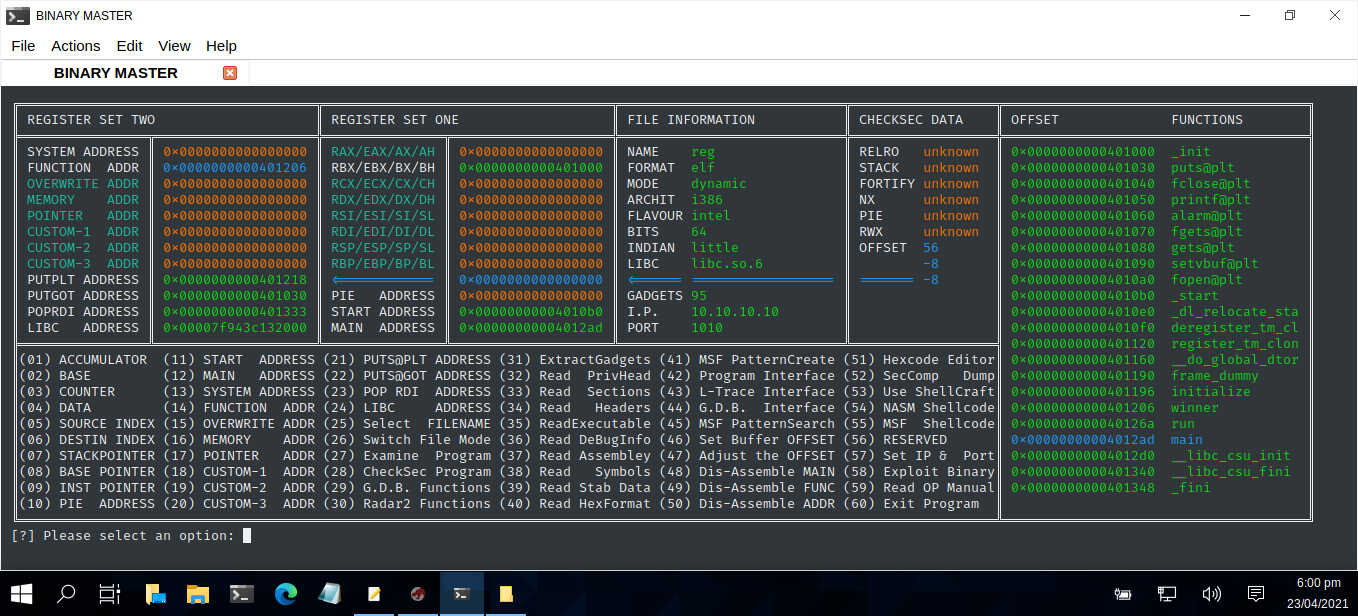 BINARY MASTER
File Actions Edit View Help
BINARY MASTER
REGISTER SET TWO REGISTER SET ONE FILE INFORMATION CHECKSEC DATA OFFSET FUNCTIONS
SYSTEM ADDRESS 0×0000000000000000 RAX/EAX/AX/AH 0×0000000000000000 NAME reg RELRO unknown 0×0000000000401000 _init
FUNCTION ADDR 0×0000000000401206 RBX/EBX/BX/BH 0×0000000000401000 FORMAT elf STACK unknown 0×0000000000401030 puts@plt
OVERWRITE ADDR 0×0000000000000000 RCX/ECX/CX/CH 0×0000000000000000 MODE dynamic FORTIFY unknown 0×0000000000401040 fclose@plt
MEMORY ADDR 0×0000000000000000 RDX/EDX/DX/DH 0×0000000000000000 ARCHIT i386 NX unknown 0×0000000000401050 printf@plt
POINTER ADDR 0×0000000000000000 RSI/ESI/SI/SL 0×0000000000000000 FLAVOUR intel PIE unknown 0×0000000000401060 alarm@plt
CUSTOM-1 ADDR 0×0000000000000000 RDI/EDI/DI/DL 0×0000000000000000 BITS 64 RWX unknown 0×0000000000401070 fgets@plt
CUSTOM-2 ADDR 0×0000000000000000 RSP/ESP/SP/SL 0×0000000000000000 INDIAN little OFFSET 56 0×0000000000401080 gets@plt
CUSTOM-3 ADDR 0×0000000000000000 RBP/EBP/BP/BL 0×0000000000000000 LIBC libc.so.6 -8 0×0000000000401090 setvbuf@plt
PUTPLT ADDRESS 0×0000000000401218 <═══════════ 0×0000000000000000 <══════ ═════════════════ ═══════ -8 0×00000000004010a0 fopen@plt
PUTGOT ADDRESS 0×0000000000401030 PIE ADDRESS 0×0000000000000000 GADGETS 95 0×00000000004010b0 _start
POPRDI ADDRESS 0×0000000000401333 START ADDRESS 0×00000000004010b0 I.P. 10.10.10.10 0×00000000004010e0 _dl_relocate_sta
LIBC ADDRESS 0×00007f943c132000 MAIN ADDRESS 0×00000000004012ad PORT 1010 0×00000000004010f0 deregister_tm_cl
0×0000000000401120 register_tm_clon
(01) ACCUMULATOR (11) START ADDRESS (21) PUTS@PLT ADDRESS (31) ExtractGadgets (41) MSF PatternCreate (51) Hexcode Editor 0×0000000000401160 __do_global_dtor
(02) BASE (12) MAIN ADDRESS (22) PUTS@GOT ADDRESS (32) Read PrivHead (42) Program Interface (52) SecComp Dump 0×0000000000401190 frame_dummy
(03) COUNTER (13) SYSTEM ADDRESS (23) POP RDI ADDRESS (33) Read Sections (43) L-Trace Interface (53) Use ShellCraft 0×0000000000401196 initialize
(04) DATA (14) FUNCTION ADDR (24) LIBC ADDRESS (34) Read Headers (44) G.D.B. Interface (54) NASM Shellcode 0×0000000000401206 winner
(05) SOURCE INDEX (15) OVERWRITE ADDR (25) Select FILENAME (35) ReadExecutable (45) MSF PatternSearch (55) MSF Shellcode 0×000000000040126a run
(06) DESTIN INDEX (16) MEMORY ADDR (26) Switch File Mode (36) Read DeBugInfo (46) Set Buffer OFFSET (56) RESERVED 0×00000000004012ad main
(07) STACKPOINTER (17) POINTER ADDR (27) Examine Program (37) Read Assembley (47) Adjust the OFFSET (57) Set IP & Port 0×00000000004012d0 __libc_csu_init
(08) BASE POINTER (18) CUSTOM-1 ADDR (28) CheckSec Program (38) Read Symbols (48) Dis-Assemble MAIN (58) Exploit Binary 0×0000000000401340 __libc_csu_fini
(09) INST POINTER (19) CUSTOM-2 ADDR (29) G.D.B. Functions (39) Read Stab Data (49) Dis-Assemble FUNC (59) Read OP Manual 0×0000000000401348 _fini
(10) PIE ADDRESS (20) CUSTOM-3 ADDR (30) Radar2 Functions (40) Read HexFormat (50) Dis-Assemble ADDR (60) Exit Program
[?] Please select an option:
6:00 pm
23/04/2021